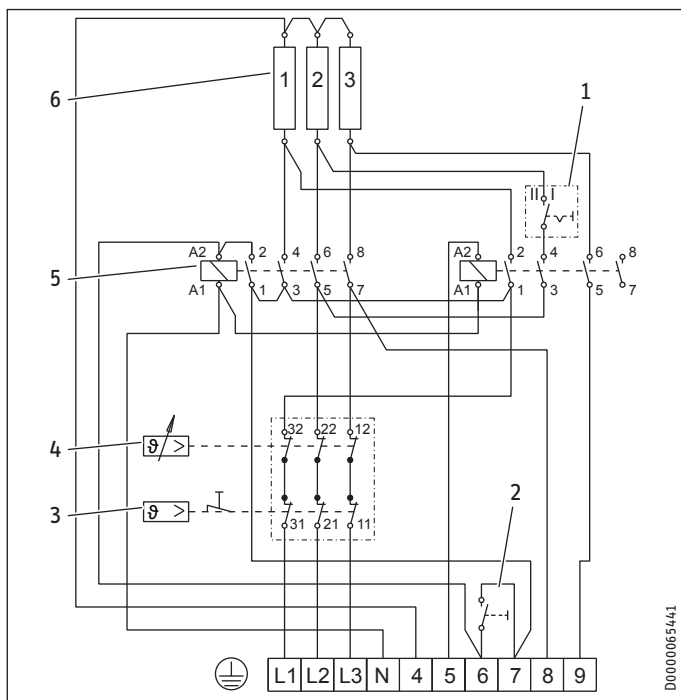 1 2 3
6
1
II I
A2 2 4 6 8
A2 2 4 6 8
5
A1 1 3 5 7
A1 1 3 5 7
32 22 12
4 ϑ >
3 ϑ >
31 21 11
2
L1 L2 L3 N 4 5 6 7 8 9
D0000065441